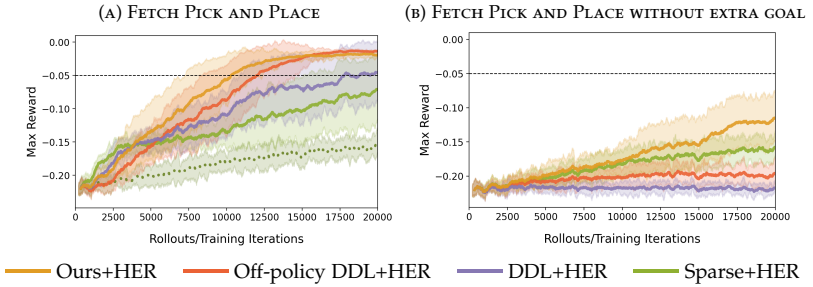 (A) FETCH PICK AND PLACE
(B) FETCH PICK AND PLACE WITHOUT EXTRA GOAL
0.00
−0.05
−0.10
−0.15
−0.20
Max Reward
0 2500 5000 7500 10000 12500 15000 17500 20000
Rollouts/Training Iterations
0.00
−0.05
−0.10
−0.15
−0.20
Max Reward
0 2500 5000 7500 10000 12500 15000 17500 20000
Rollouts/Training Iterations
Ours+HER Off-policy DDL+HER DDL+HER Sparse+HER